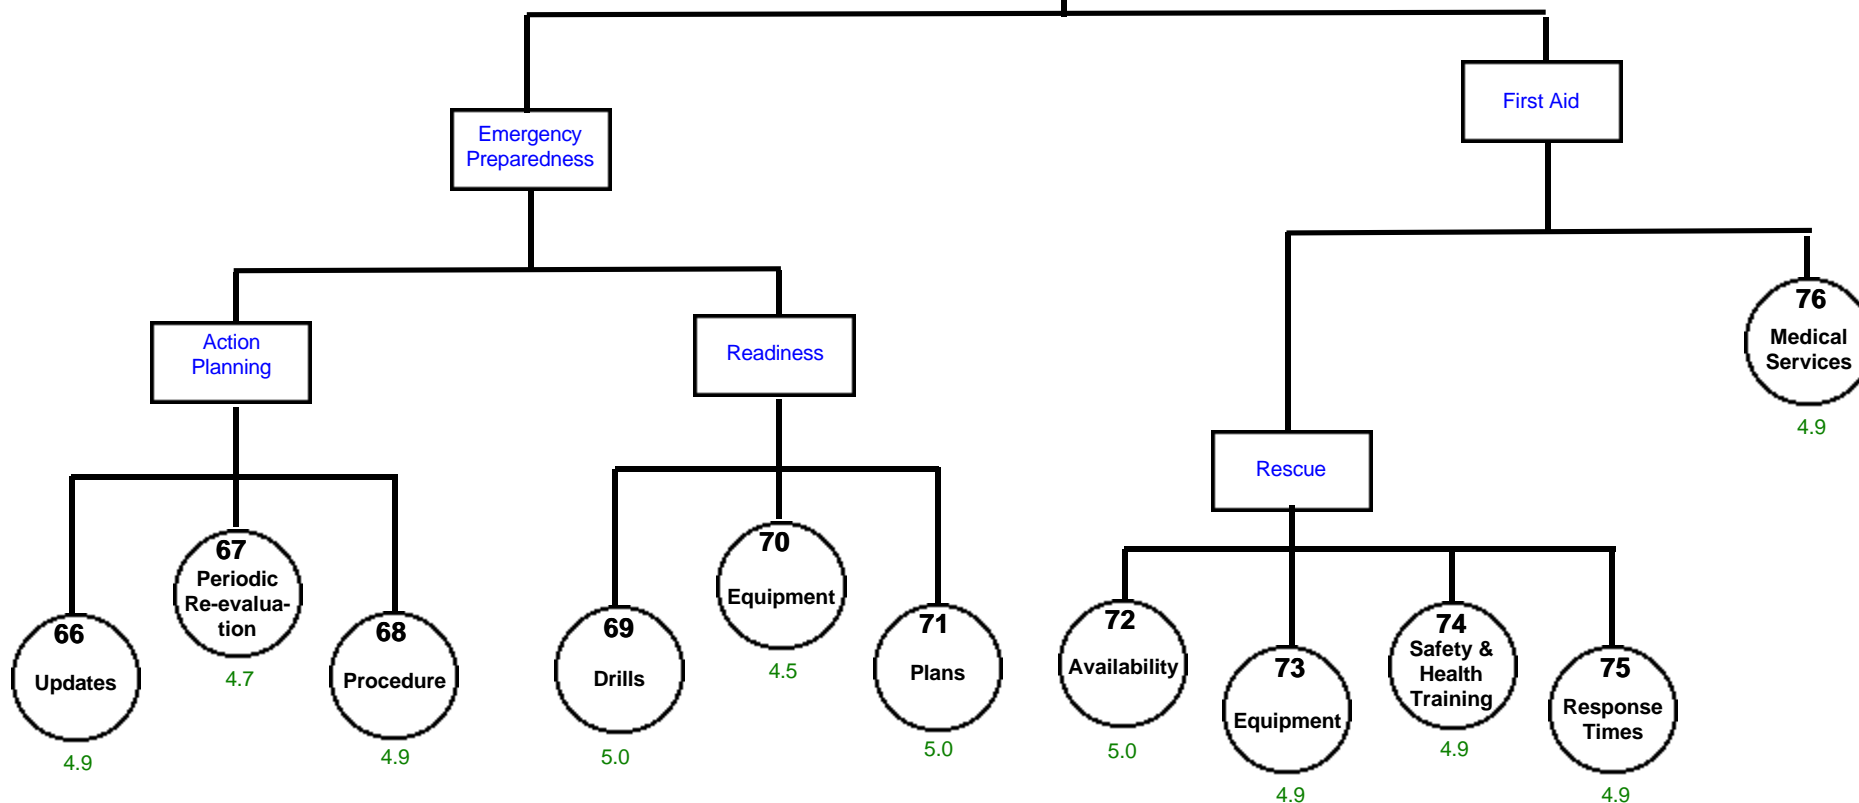 First Aid
Emergency
Preparedness
Action
Planning
Readiness
76
Medical
Services
4.9
Rescue
66
Updates
4.9
67
Periodic
Re-evalua-
tion
4.7
68
Procedure
4.9
69
Drills
5.0
70
Equipment
4.5
71
Plans
5.0
72
Availability
5.0
73
Equipment
4.9
74
Safety &
Health
Training
4.9
75
Response
Times
4.9